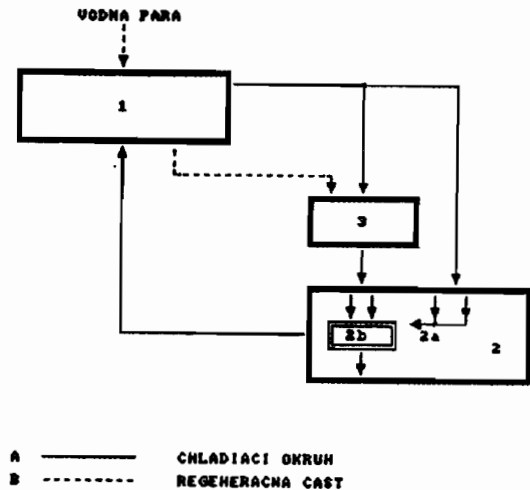 VODNA PARA
1
3
2b
2a
2
A CHLADIACI OKRUH
B REGENERACNA CAST